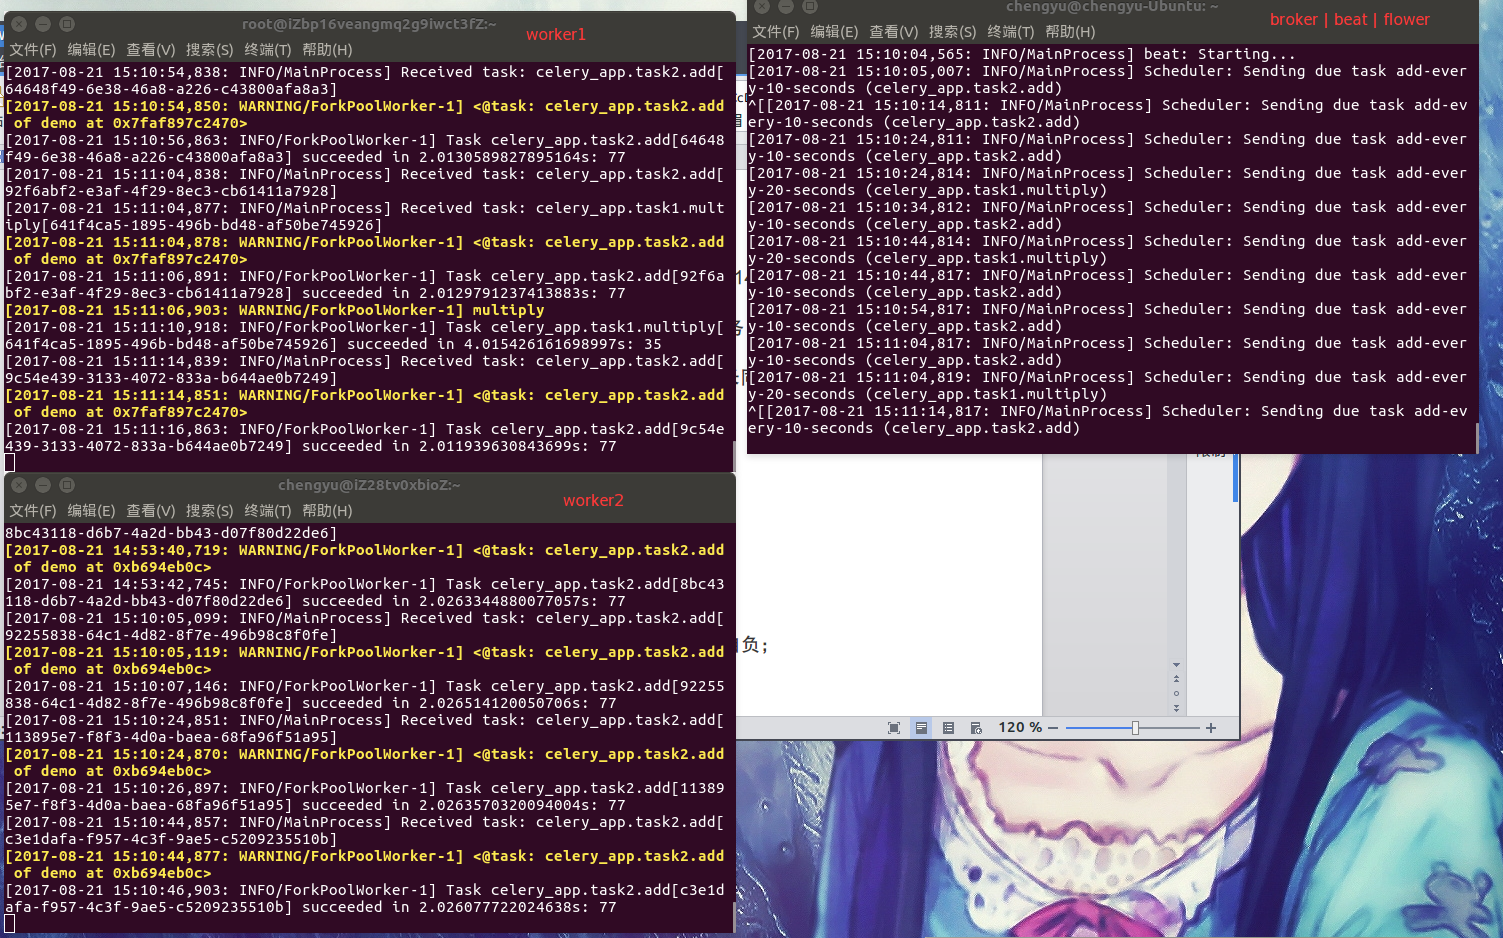 root@iZbp16veangmq2g9iwct3fZ:~
worker1
文件(F) 编辑(E) 查看(V) 搜索(S) 终端(T) 帮助(H)
[2017-08-21 15:10:54,838: INFO/MainProcess] Received task: celery_app.task2.add[
64648f49-6e38-46a8-a226-c43800afa8a3]
[2017-08-21 15:10:54,850: WARNING/ForkPoolWorker-1] <@task: celery_app.task2.add
of demo at 0x7faf897c2470>
[2017-08-21 15:10:56,863: INFO/ForkPoolWorker-1] Task celery_app.task2.add[64648
f49-6e38-46a8-a226-c43800afa8a3] succeeded in 2.0130589827895164s: 77
[2017-08-21 15:11:04,838: INFO/MainProcess] Received task: celery_app.task2.add[
92f6abf2-e3af-4f29-8ec3-cb61411a7928]
[2017-08-21 15:11:04,877: INFO/MainProcess] Received task: celery_app.task1.mult
iply[641f4ca5-1895-496b-bd48-af50be745926]
[2017-08-21 15:11:04,878: WARNING/ForkPoolWorker-1] <@task: celery_app.task2.add
of demo at 0x7faf897c2470>
[2017-08-21 15:11:06,891: INFO/ForkPoolWorker-1] Task celery_app.task2.add[92f6a
bf2-e3af-4f29-8ec3-cb61411a7928] succeeded in 2.0129791237413883s: 77
[2017-08-21 15:11:06,903: WARNING/ForkPoolWorker-1] multiply
[2017-08-21 15:11:10,918: INFO/ForkPoolWorker-1] Task celery_app.task1.multiply[
641f4ca5-1895-496b-bd48-af50be745926] succeeded in 4.015426161698997s: 35
[2017-08-21 15:11:14,839: INFO/MainProcess] Received task: celery_app.task2.add[
9c54e439-3133-4072-833a-b644ae0b7249]
[2017-08-21 15:11:14,851: WARNING/ForkPoolWorker-1] <@task: celery_app.task2.add
of demo at 0x7faf897c2470>
[2017-08-21 15:11:16,863: INFO/ForkPoolWorker-1] Task celery_app.task2.add[9c54e
439-3133-4072-833a-b644ae0b7249] succeeded in 2.011939630843699s: 77
chengyu@chengyu-Ubuntu: ~
broker | beat | flower
文件(F) 编辑(E) 查看(V) 搜索(S) 终端(T) 帮助(H)
[2017-08-21 15:10:04,565: INFO/MainProcess] beat: Starting...
[2017-08-21 15:10:05,007: INFO/MainProcess] Scheduler: Sending due task add-ever
y-10-seconds (celery_app.task2.add)
^[[2017-08-21 15:10:14,811: INFO/MainProcess] Scheduler: Sending due task add-ev
ery-10-seconds (celery_app.task2.add)
[2017-08-21 15:10:24,811: INFO/MainProcess] Scheduler: Sending due task add-ever
y-10-seconds (celery_app.task2.add)
[2017-08-21 15:10:24,814: INFO/MainProcess] Scheduler: Sending due task add-ever
y-20-seconds (celery_app.task1.multiply)
[2017-08-21 15:10:34,812: INFO/MainProcess] Scheduler: Sending due task add-ever
y-10-seconds (celery_app.task2.add)
[2017-08-21 15:10:44,814: INFO/MainProcess] Scheduler: Sending due task add-ever
y-20-seconds (celery_app.task1.multiply)
[2017-08-21 15:10:44,817: INFO/MainProcess] Scheduler: Sending due task add-ever
y-10-seconds (celery_app.task2.add)
[2017-08-21 15:10:54,817: INFO/MainProcess] Scheduler: Sending due task add-ever
y-10-seconds (celery_app.task2.add)
[2017-08-21 15:11:04,817: INFO/MainProcess] Scheduler: Sending due task add-ever
y-10-seconds (celery_app.task2.add)
[2017-08-21 15:11:04,819: INFO/MainProcess] Scheduler: Sending due task add-ever
y-20-seconds (celery_app.task1.multiply)
^[[2017-08-21 15:11:14,817: INFO/MainProcess] Scheduler: Sending due task add-ev
ery-10-seconds (celery_app.task2.add)
chengyu@iZ28tv0xbioZ:~
worker2
文件(F) 编辑(E) 查看(V) 搜索(S) 终端(T) 帮助(H)
8bc43118-d6b7-4a2d-bb43-d07f80d22de6]
[2017-08-21 14:53:40,719: WARNING/ForkPoolWorker-1] <@task: celery_app.task2.add
of demo at 0xb694eb0c>
[2017-08-21 14:53:42,745: INFO/ForkPoolWorker-1] Task celery_app.task2.add[8bc43
118-d6b7-4a2d-bb43-d07f80d22de6] succeeded in 2.0263344880077057s: 77
[2017-08-21 15:10:05,099: INFO/MainProcess] Received task: celery_app.task2.add[
92255838-64c1-4d82-8f7e-496b98c8f0fe]
[2017-08-21 15:10:05,119: WARNING/ForkPoolWorker-1] <@task: celery_app.task2.add
of demo at 0xb694eb0c>
[2017-08-21 15:10:07,146: INFO/ForkPoolWorker-1] Task celery_app.task2.add[92255
838-64c1-4d82-8f7e-496b98c8f0fe] succeeded in 2.026514120050706s: 77
[2017-08-21 15:10:24,851: INFO/MainProcess] Received task: celery_app.task2.add[
113895e7-f8f3-4d0a-baea-68fa96f51a95]
[2017-08-21 15:10:24,870: WARNING/ForkPoolWorker-1] <@task: celery_app.task2.add
of demo at 0xb694eb0c>
[2017-08-21 15:10:26,897: INFO/ForkPoolWorker-1] Task celery_app.task2.add[11389
5e7-f8f3-4d0a-baea-68fa96f51a95] succeeded in 2.0263570320094004s: 77
[2017-08-21 15:10:44,857: INFO/MainProcess] Received task: celery_app.task2.add[
c3e1dafa-f957-4c3f-9ae5-c5209235510b]
[2017-08-21 15:10:44,877: WARNING/ForkPoolWorker-1] <@task: celery_app.task2.add
of demo at 0xb694eb0c>
[2017-08-21 15:10:46,903: INFO/ForkPoolWorker-1] Task celery_app.task2.add[c3e1d
afa-f957-4c3f-9ae5-c5209235510b] succeeded in 2.026077722024638s: 77
负；
120 %